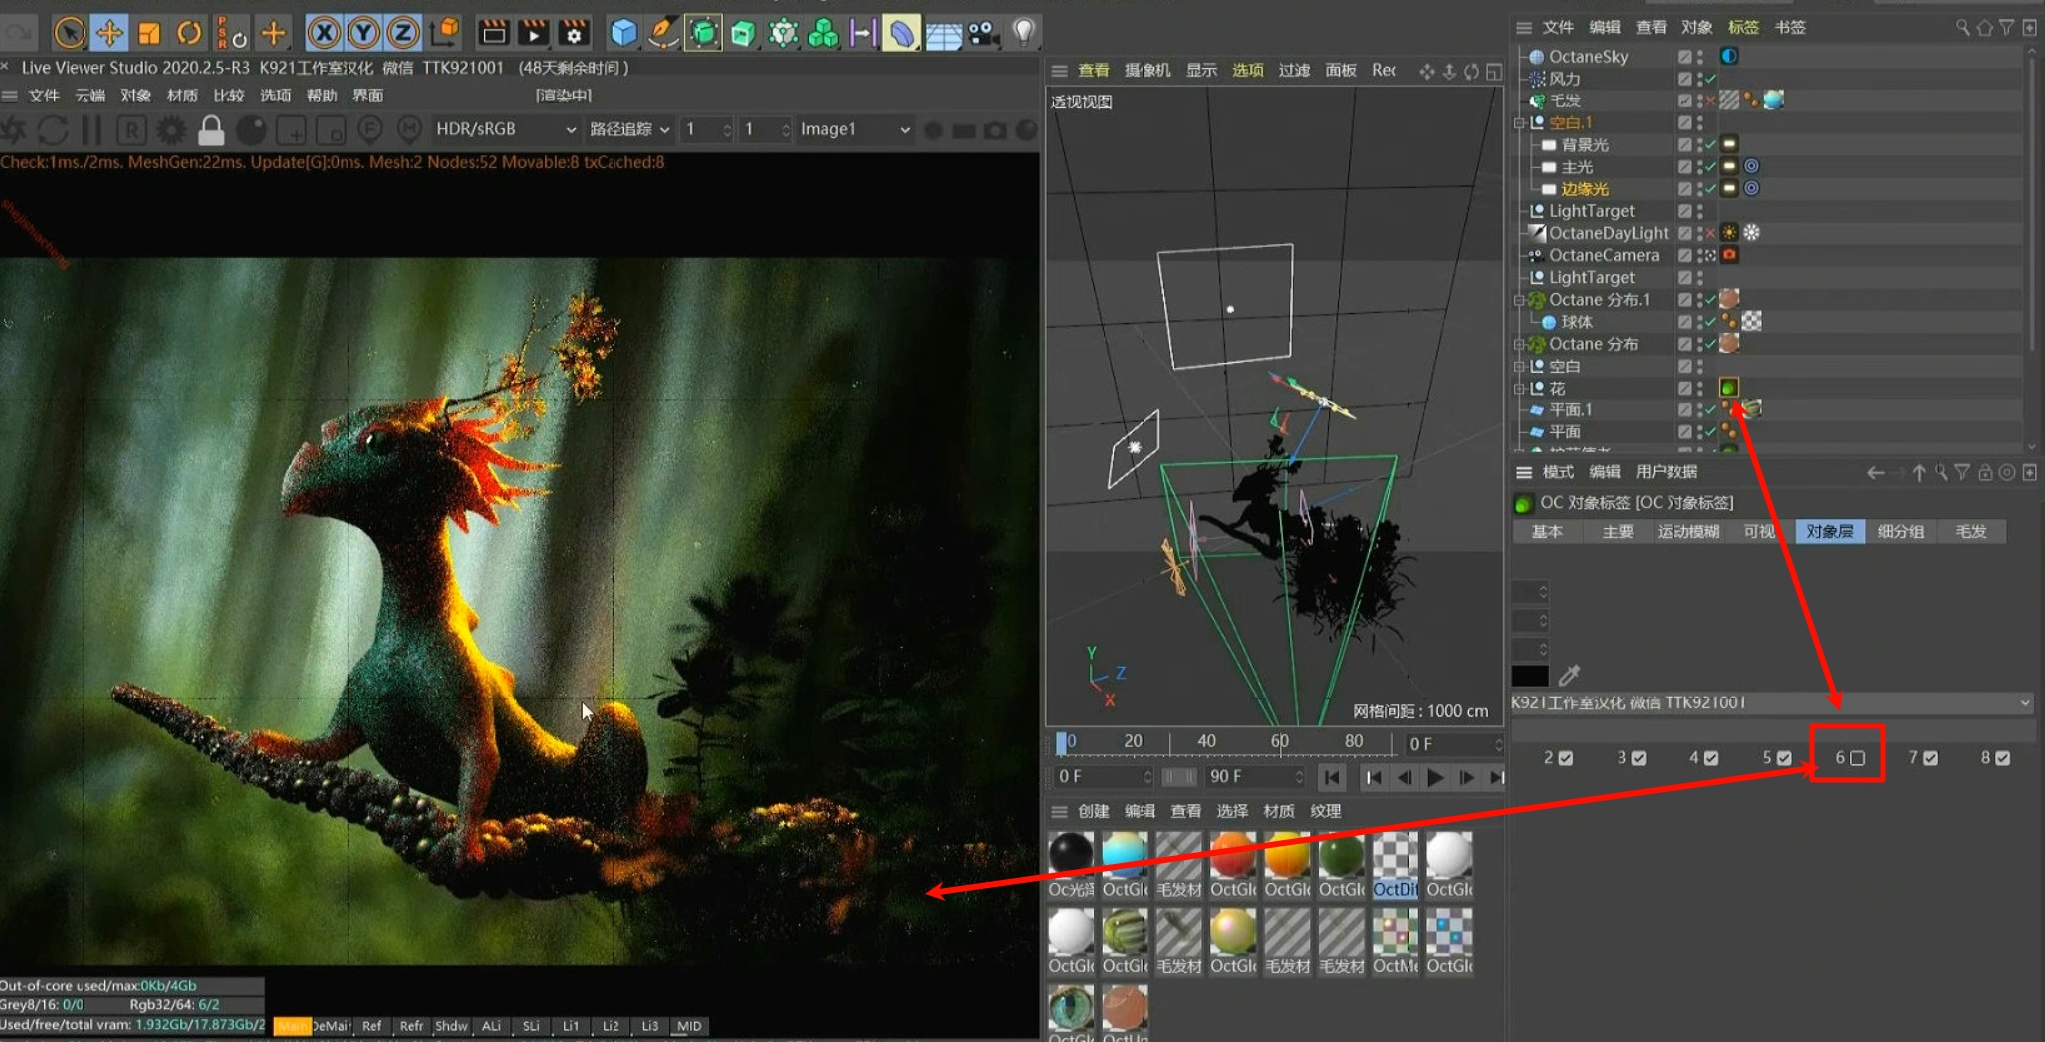 Live Viewer Studio 2020.2.5-R3 K921工作室汉化 微信 TTK921001 (48天剩余时间)
文件 云端 对象 材质 比较 选项 帮助 界面 [渲染中]
HDR/sRGB 路径追踪 1 1 Image1
Check:1ms./2ms. MeshGen:22ms. Update[G]:0ms. Mesh:2 Nodes:52 Movable:8 txCached:8
Out-of-core used/max:0Kb/4Gb
Grey8/16: 0/0 Rgb32/64: 6/2
Used/free/total vram: 1.932Gb/17.873Gb/2
Main DeMai Ref Refr Shdw ALi SLi Li1 Li2 Li3 MID
查看 摄像机 显示 选项 过滤 面板 Rec
透视视图
Y
Z
X
网格间距 : 1000 cm
0 20 40 60 80 0 F
0 F 90 F
创建 编辑 查看 选择 材质 纹理
Oc光泽 OctGl 毛发材 OctGl OctGl OctGl OctDif OctGl
OctGl OctGl 毛发材 OctGl 毛发材 毛发材 OctM OctGl
文件 编辑 查看 对象 标签 书签
OctaneSky
风力
毛发
空白.1
背景光
主光
边缘光
LightTarget
OctaneDayLight
OctaneCamera
LightTarget
Octane 分布.1
球体
Octane 分布
空白
花
平面.1
平面
模式 编辑 用户数据
OC 对象标签 [OC 对象标签]
基本 主要 运动模糊 可视 对象层 细分组 毛发
K921工作室汉化 微信 TTK921001
2 3 4 5 6 7 8